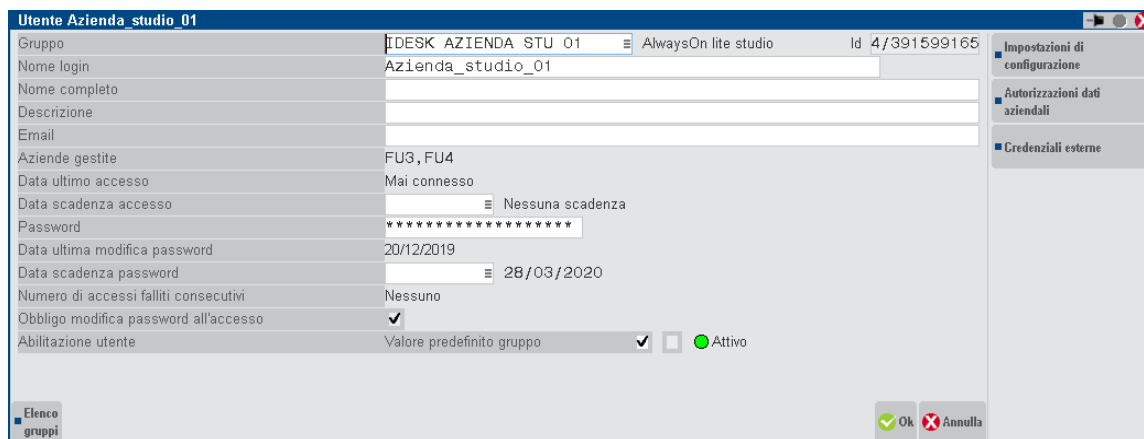 Utente Azienda_studio_01
Gruppo IDESK AZIENDA STU 01 AlwaysOn lite studio Id 4/391599165
Nome login Azienda_studio_01
Nome completo
Descrizione
Email
Aziende gestite FU3,FU4
Data ultimo accesso Mai connesso
Data scadenza accesso Nessuna scadenza
Password *******************
Data ultima modifica password 20/12/2019
Data scadenza password 28/03/2020
Numero di accessi falliti consecutivi Nessuno
Obbligo modifica password all'accesso
Abilitazione utente Valore predefinito gruppo Attivo
Impostazioni di
configurazione
Autorizzazioni dati
aziendali
Credenziali esterne
Elenco
gruppi
Ok Annulla